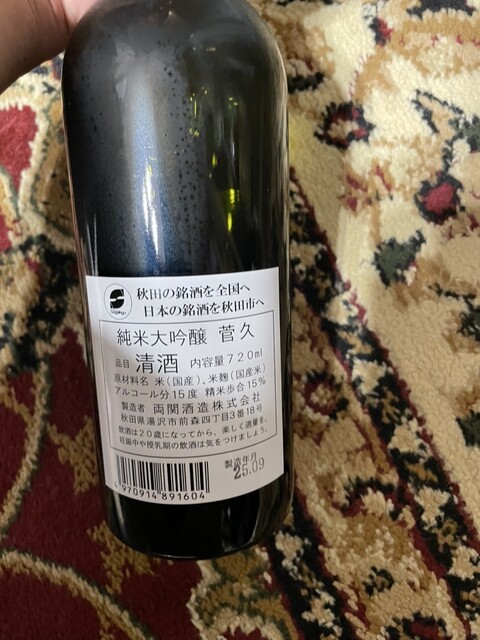 秋田の銘酒を全国へ
日本の銘酒を秋田市へ
純米大吟醸 菅久
品目 清酒 内容量720ml
原材料名 米(国産)、米麹(国産米)
アルコール分15度 精米歩合15%
製造者 両関酒造株式会社
秋田県湯沢市前森四丁目3番18号
飲酒は20歳になってから、楽しく適量を。
妊娠中や授乳期の飲酒は気をつけましょう。
4 970914 891604
製造年月
25.09